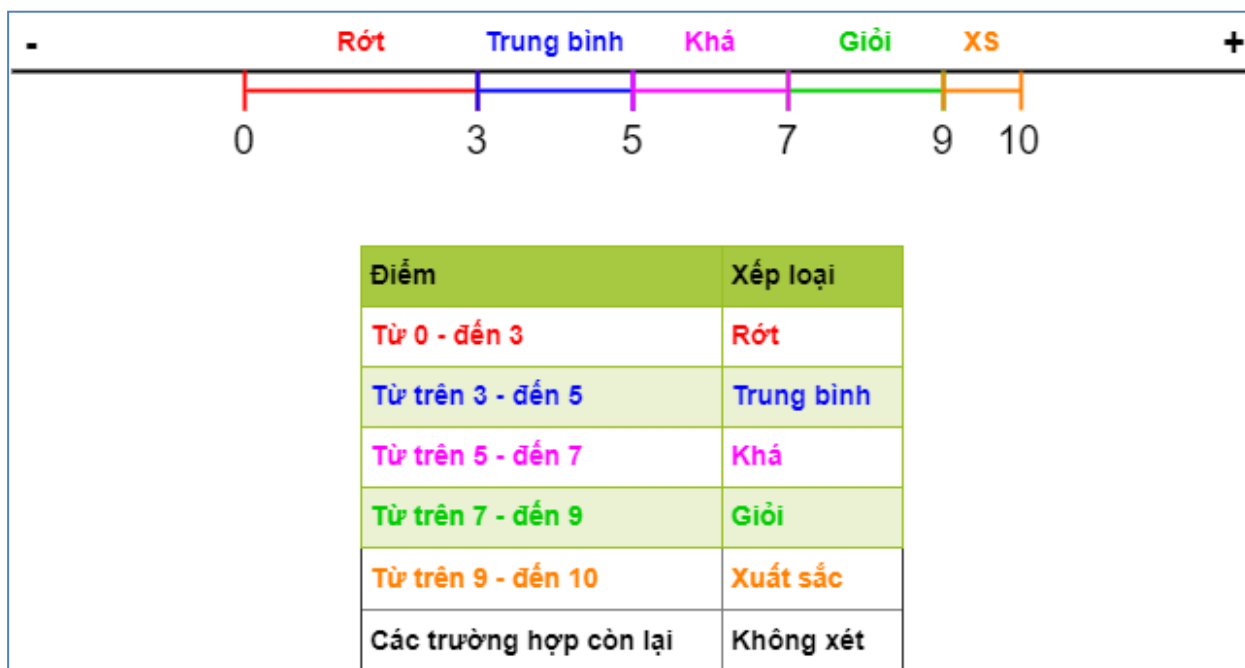 - Rớt Trung bình Khá Giỏi XS +
0 3 5 7 9 10
Điểm Xếp loại
Từ 0 - đến 3 Rớt
Từ trên 3 - đến 5 Trung bình
Từ trên 5 - đến 7 Khá
Từ trên 7 - đến 9 Giỏi
Từ trên 9 - đến 10 Xuất sắc
Các trường hợp còn lại Không xét